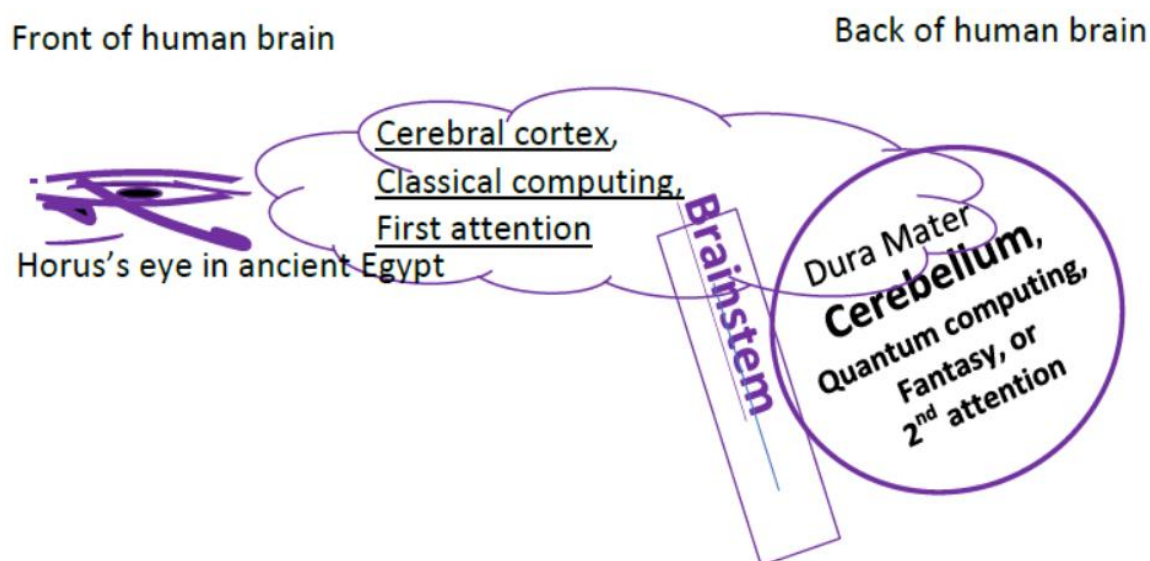 Front of human brain
Back of human brain
Cerebral cortex,
Classical computing,
First attention
Horus's eye in ancient Egypt
Brainstem
Dura Mater
Cerebellum,
Quantum computing,
Fantasy, or
2nd attention